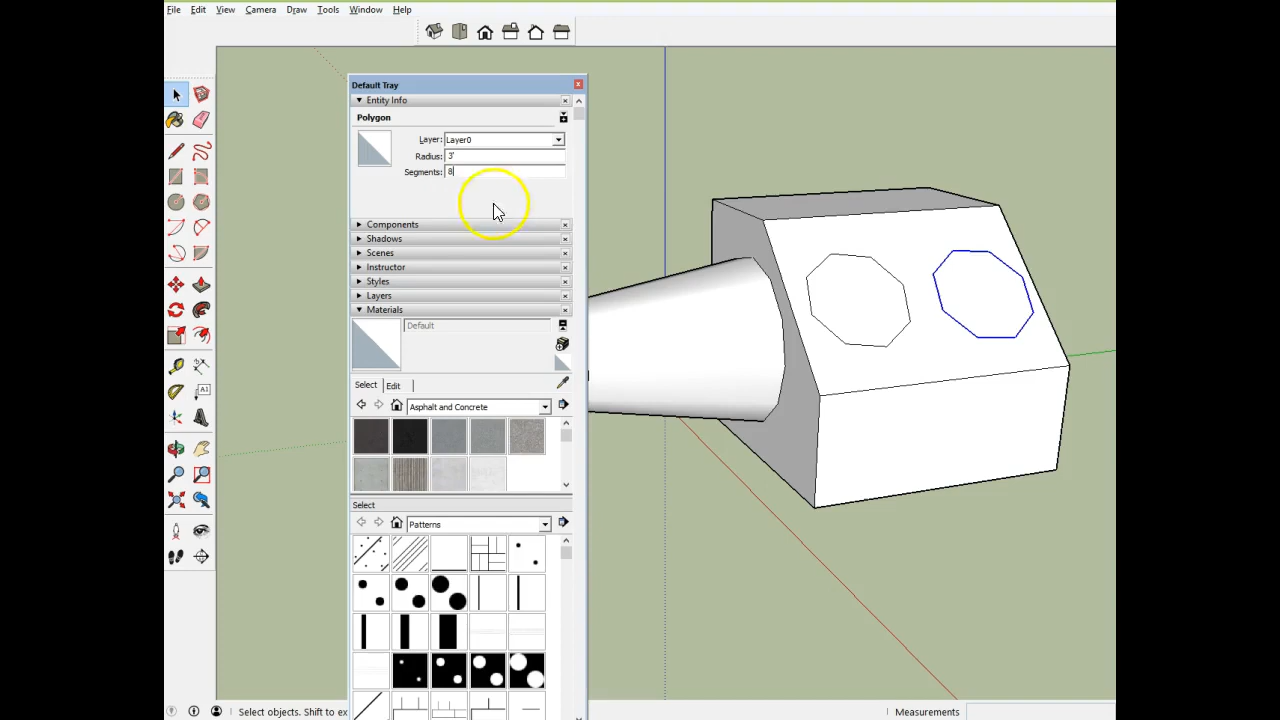 File Edit View Camera Draw Tools Window Help
Default Tray
Entity Info
Polygon
Layer: Layer0
Radius: 3'
Segments: 8
Components
Shadows
Scenes
Instructor
Styles
Layers
Materials
Default
Select Edit
Asphalt and Concrete
Select
Patterns
A1
Select objects. Shift to ex
Measurements